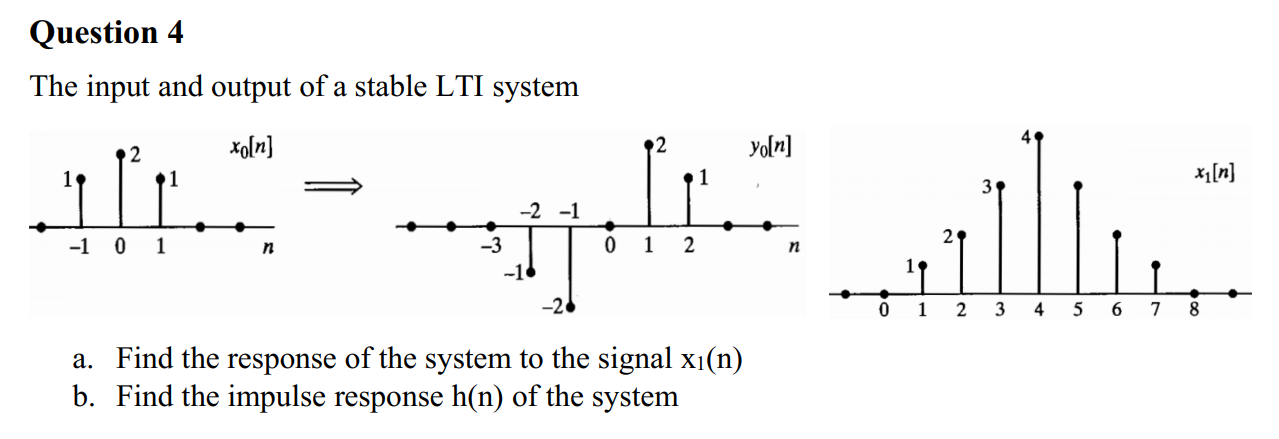 Question 4
The input and output of a stable LTI system
2 x₀[n]
1 1
-1 0 1 n
2 y₀[n]
1
-2 -1
-3 0 1 2 n
-1
-2
4
x₁[n]
3
2
1
0 1 2 3 4 5 6 7 8
a. Find the response of the system to the signal x₁(n)
b. Find the impulse response h(n) of the system